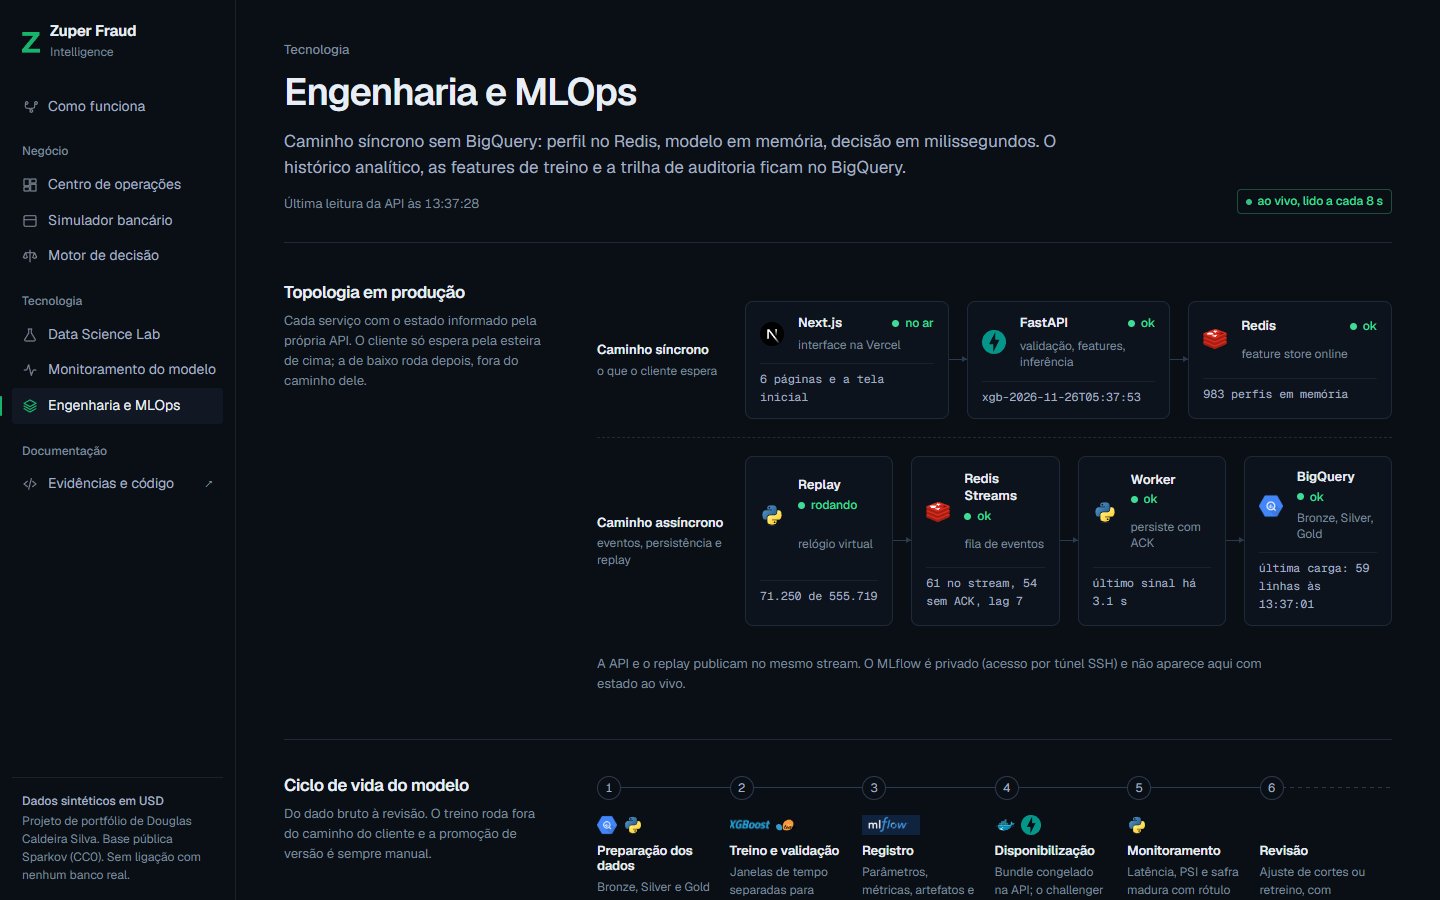 Zuper Fraud
Intelligence
Como funciona
Negócio
Centro de operações
Simulador bancário
Motor de decisão
Tecnologia
Data Science Lab
Monitoramento do modelo
Engenharia e MLOps
Documentação
Evidências e código ↗
Dados sintéticos em USD
Projeto de portfólio de Douglas
Caldeira Silva. Base pública
Sparkov (CC0). Sem ligação com
nenhum banco real.
Tecnologia
Engenharia e MLOps
Caminho síncrono sem BigQuery: perfil no Redis, modelo em memória, decisão em milissegundos. O
histórico analítico, as features de treino e a trilha de auditoria ficam no BigQuery.
Última leitura da API às 13:37:28
ao vivo, lido a cada 8 s
Topologia em produção
Cada serviço com o estado informado pela
própria API. O cliente só espera pela esteira
de cima; a de baixo roda depois, fora do
caminho dele.
Caminho síncrono
o que o cliente espera
Next.js
no ar
interface na Vercel
6 páginas e a tela
inicial
FastAPI
ok
validação, features,
inferência
xgb-2026-11-26T05:37:53
Redis
ok
feature store online
983 perfis em memória
Caminho assíncrono
eventos, persistência e
replay
Replay
rodando
relógio virtual
71.250 de 555.719
Redis
Streams
ok
fila de eventos
61 no stream, 54
sem ACK, lag 7
Worker
ok
persiste com
ACK
último sinal há
3.1 s
BigQuery
ok
Bronze, Silver,
Gold
última carga: 59
linhas às
13:37:01
A API e o replay publicam no mesmo stream. O MLflow é privado (acesso por túnel SSH) e não aparece aqui com
estado ao vivo.
Ciclo de vida do modelo
Do dado bruto à revisão. O treino roda fora
do caminho do cliente e a promoção de
versão é sempre manual.
1
Preparação dos
dados
Bronze, Silver e Gold
2
XGBoost
Treino e validação
Janelas de tempo
separadas para
3
mlflow
Registro
Parâmetros,
métricas, artefatos e
4
Disponibilização
Bundle congelado
na API; o challenger
5
Monitoramento
Latência, PSI e safra
madura com rótulo
6
Revisão
Ajuste de cortes ou
retreino, com